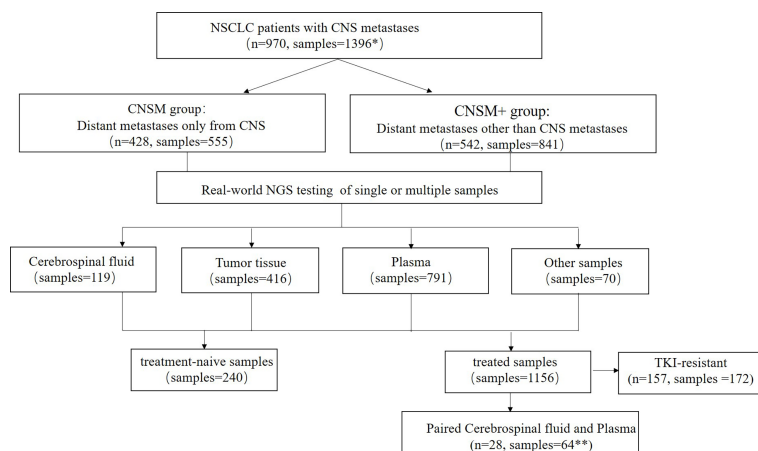 NSCLC patients with CNS metastases
(n=970, samples=1396*)
CNSM group:
Distant metastases only from CNS
(n=428, samples=555)
CNSM+ group:
Distant metastases other than CNS metastases
(n=542, samples=841)
Real-world NGS testing of single or multiple samples
Cerebrospinal fluid
(samples=119)
Tumor tissue
(samples=416)
Plasma
(samples=791)
Other samples
(samples=70)
treatment-naive samples
(samples=240)
treated samples
(samples=1156)
TKI-resistant
(n=157, samples =172)
Paired Cerebrospinal fluid and Plasma
(n=28, samples=64**)